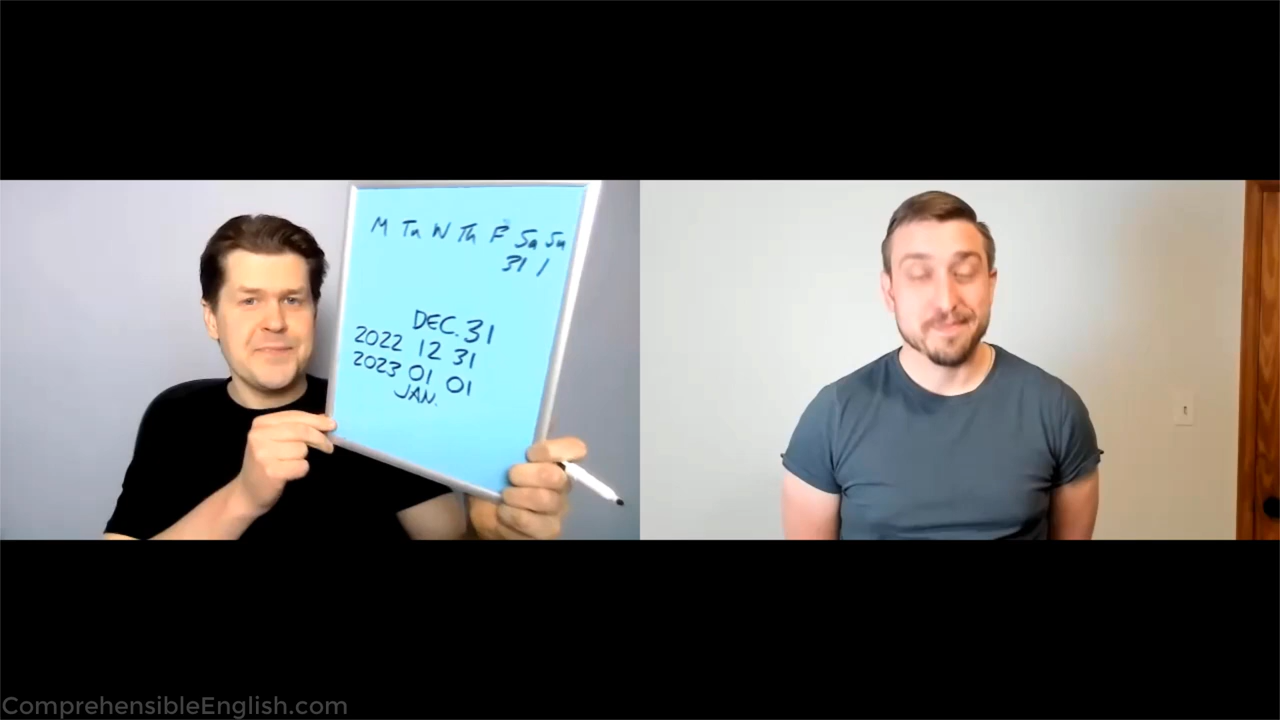 M Tu W Th F Sa Su
31 1
DEC. 31
2022 12 31
2023 01 01
JAN.
ComprehensibleEnglish.com